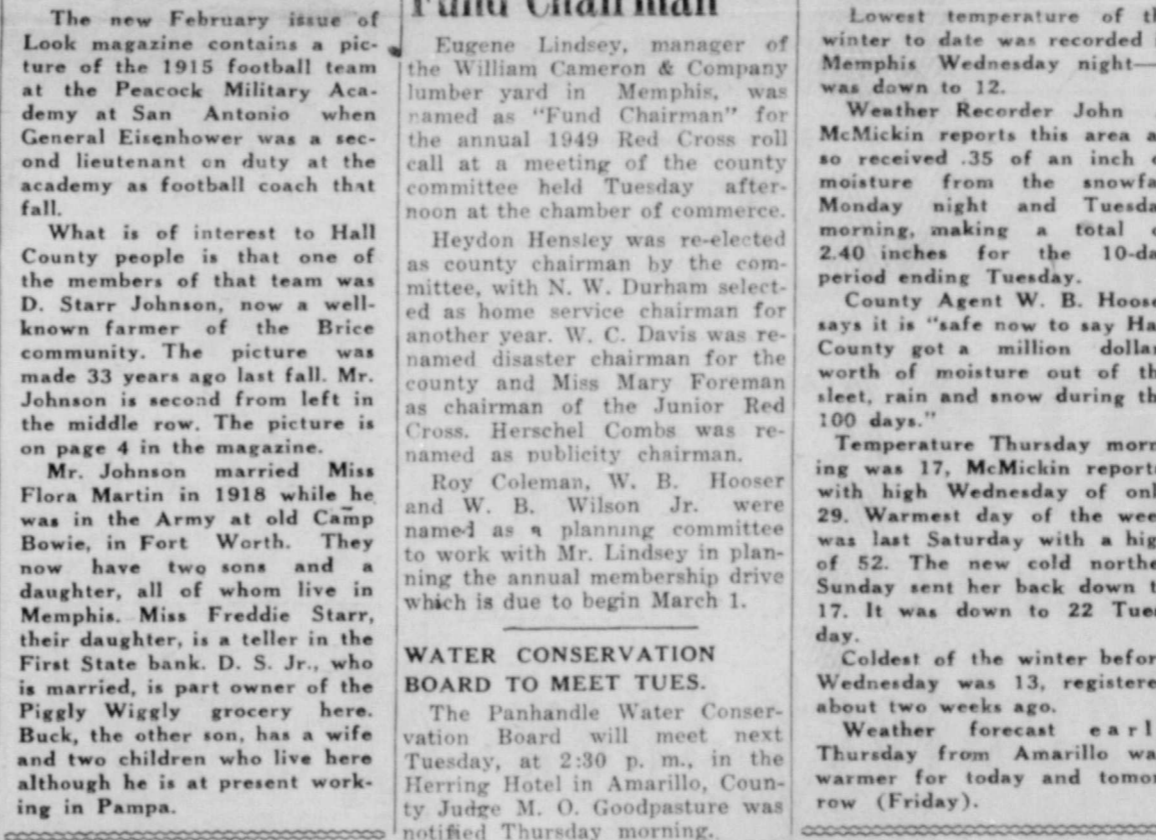 The new February issue of
Look magazine contains a pic-
ture of the 1915 football team
at the Peacock Military Aca-
demy at San Antonio when
General Eisenhower was a sec-
ond lieutenant on duty at the
academy as football coach that
fall.
What is of interest to Hall
County people is that one of
the members of that team was
D. Starr Johnson, now a well-
known farmer of the Brice
community. The picture was
made 33 years ago last fall. Mr.
Johnson is second from left in
the middle row. The picture is
on page 4 in the magazine.
Mr. Johnson married Miss
Flora Martin in 1918 while he
was in the Army at old Camp
Bowie, in Fort Worth. They
now have two sons and a
daughter, all of whom live in
Memphis. Miss Freddie Starr,
their daughter, is a teller in the
First State bank. D. S. Jr., who
is married, is part owner of the
Piggly Wiggly grocery here.
Buck, the other son, has a wife
and two children who live here
although he is at present work-
ing in Pampa.
Fund Chairman
Eugene Lindsey, manager of
the William Cameron & Company
lumber yard in Memphis, was
named as "Fund Chairman" for
the annual 1949 Red Cross roll
call at a meeting of the county
committee held Tuesday after-
noon at the chamber of commerce.
Heydon Hensley was re-elected
as county chairman by the com-
mittee, with N. W. Durham select-
ed as home service chairman for
another year. W. C. Davis was re-
named disaster chairman for the
county and Miss Mary Foreman
as chairman of the Junior Red
Cross. Herschel Combs was re-
named as publicity chairman.
Roy Coleman, W. B. Hooser
and W. B. Wilson Jr. were
named as a planning committee
to work with Mr. Lindsey in plan-
ning the annual membership drive
which is due to begin March 1.
WATER CONSERVATION
BOARD TO MEET TUES.
The Panhandle Water Conser-
vation Board will meet next
Tuesday, at 2:30 p. m., in the
Herring Hotel in Amarillo, Coun-
ty Judge M. O. Goodpasture was
notified Thursday morning.
Lowest temperature of
winter to date was recorded
Memphis Wednesday night—
was down to 12.
Weather Recorder John
McMickin reports this area
so received .35 of an inch
moisture from the
Monday night and
morning, making a total
2.40 inches for the
period ending Tuesday.
County Agent W. B.
says it is "safe now to say
County got a million
worth of moisture out of
sleet, rain and snow during
100 days."
Temperature Thursday morn
ing was 17, McMickin
with high Wednesday of
29. Warmest day of the
was last Saturday with a
of 52. The new cold
Sunday sent her back down
17. It was down to 22 Tues
day.
Coldest of the winter
Wednesday was 13,
about two weeks ago.
Weather forecast
Thursday from Amarillo
warmer for today and tomor
row (Friday).